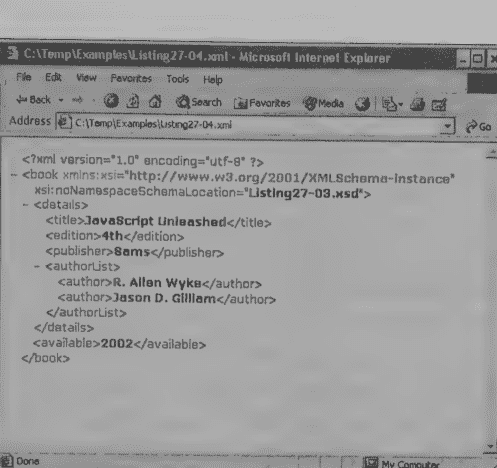 C:\Temp\Examples\Listing27-04.xml - Microsoft Internet Explorer
File Edit View Favorites Tools Help
Back Search Favorites Media
Address C:\Temp\Examples\Listing27-04.xml Go
<?xml version="1.0" encoding="utf-8" ?>
- <book xmlns:xsi="http://www.w3.org/2001/XMLSchema-instance"
xsi:noNamespaceSchemaLocation="Listing27-03.xsd">
- <details>
<title>JavaScript Unleashed</title>
<edition>4th</edition>
<publisher>Sams</publisher>
- <authorList>
<author>R. Allen Wyke</author>
<author>Jason D. Gilliam</author>
</authorList>
</details>
<available>2002</available>
</book>
Done My Computer